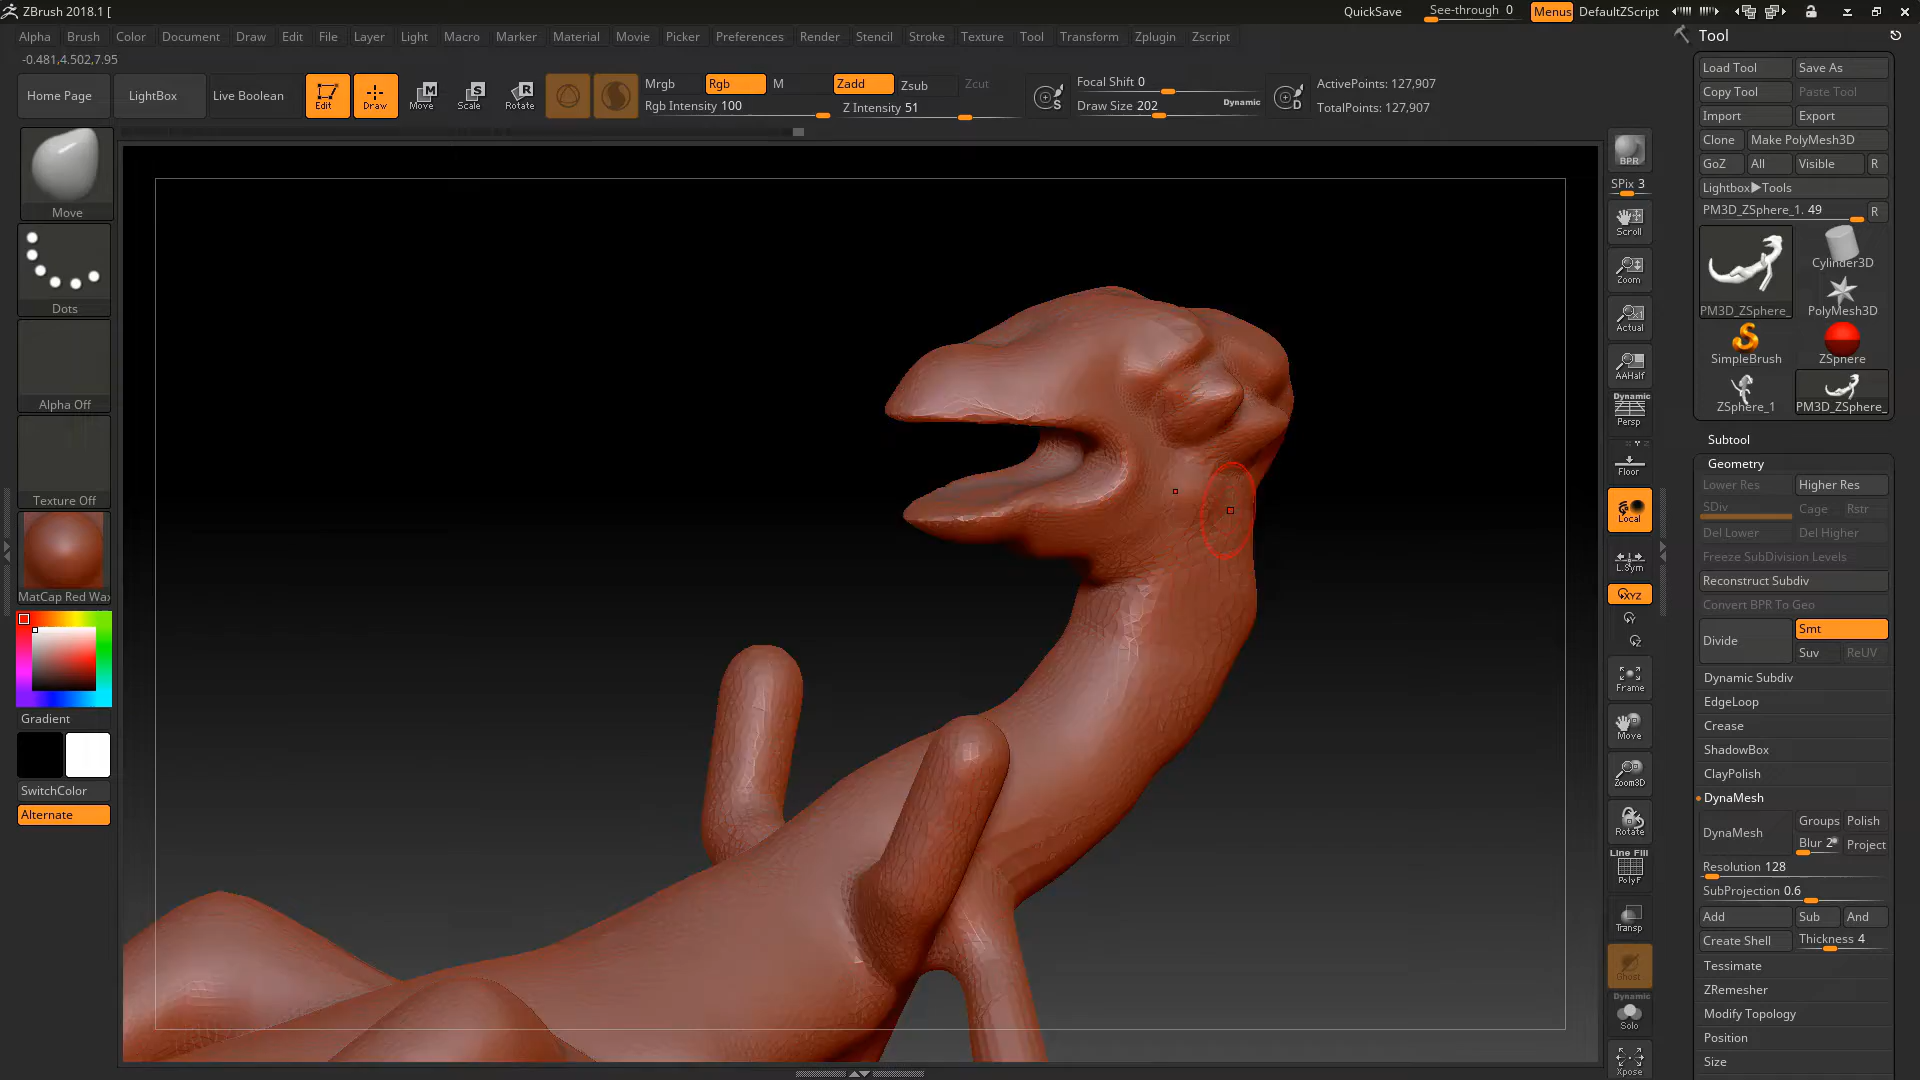 ZBrush 2018.1 [
QuickSave
See-through 0
Menus
DefaultZScript
Alpha Brush Color Document Draw Edit File Layer Light Macro Marker Material Movie Picker Preferences Render Stencil Stroke Texture Tool Transform Zplugin Zscript
-0.481,4.502,7.95
Home Page
LightBox
Live Boolean
Edit
Draw
Move
Scale
Rotate
Mrgb
Rgb
M
Rgb Intensity 100
Zadd
Zsub
Zcut
Z Intensity 51
Focal Shift 0
Draw Size 202
Dynamic
ActivePoints: 127,907
TotalPoints: 127,907
Move
Dots
Alpha Off
Texture Off
MatCap Red Wax
Gradient
SwitchColor
Alternate
BPR
SPix 3
Scroll
Zoom
Actual
AAHalf
Dynamic
Persp
Floor
Local
L.Sym
XYZ
Frame
Move
Zoom3D
Rotate
Line Fill
PolyF
Transp
Ghost
Dynamic
Solo
Xpose
Tool
Load Tool
Save As
Copy Tool
Paste Tool
Import
Export
Clone
Make PolyMesh3D
GoZ
All
Visible
R
Lightbox▶Tools
PM3D_ZSphere_1. 49
R
PM3D_ZSphere_
Cylinder3D
PolyMesh3D
SimpleBrush
ZSphere
ZSphere_1
PM3D_ZSphere_
Subtool
Geometry
Lower Res
Higher Res
SDiv
Cage
Rstr
Del Lower
Del Higher
Freeze SubDivision Levels
Reconstruct Subdiv
Convert BPR To Geo
Divide
Smt
Suv
ReUV
Dynamic Subdiv
EdgeLoop
Crease
ShadowBox
ClayPolish
DynaMesh
DynaMesh
Groups
Polish
Blur 2
Project
Resolution 128
SubProjection 0.6
Add
Sub
And
Create Shell
Thickness 4
Tessimate
ZRemesher
Modify Topology
Position
Size